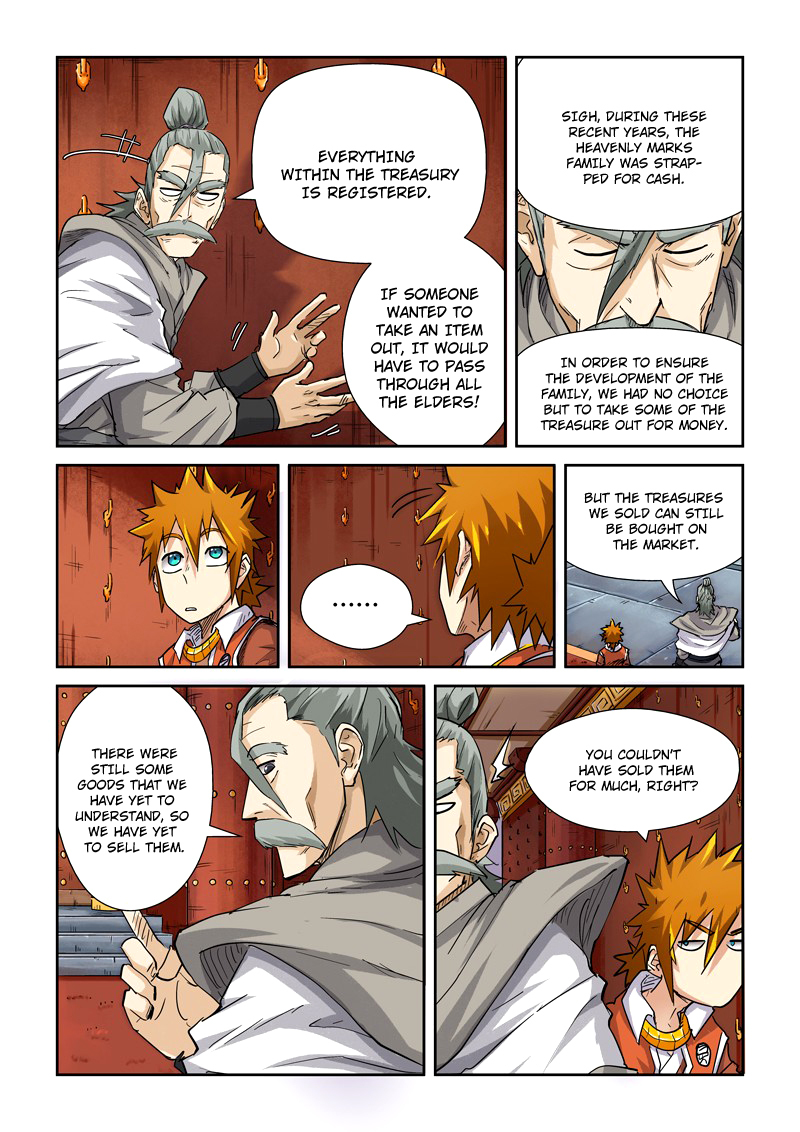 EVERYTHING
WITHIN THE TREASURY
IS REGISTERED.
IF SOMEONE
WANTED TO
TAKE AN ITEM
OUT, IT WOULD
HAVE TO PASS
THROUGH ALL
THE ELDERS!
SIGH, DURING THESE
RECENT YEARS, THE
HEAVENLY MARKS
FAMILY WAS STRAP-
PED FOR CASH.
IN ORDER TO ENSURE
THE DEVELOPMENT OF THE
FAMILY, WE HAD NO CHOICE
BUT TO TAKE SOME OF THE
TREASURE OUT FOR MONEY.
......
BUT THE TREASURES
WE SOLD CAN STILL
BE BOUGHT ON
THE MARKET.
THERE WERE
STILL SOME
GOODS THAT WE
HAVE YET TO
UNDERSTAND, SO
WE HAVE YET
TO SELL THEM.
YOU COULDN'T
HAVE SOLD THEM
FOR MUCH, RIGHT?